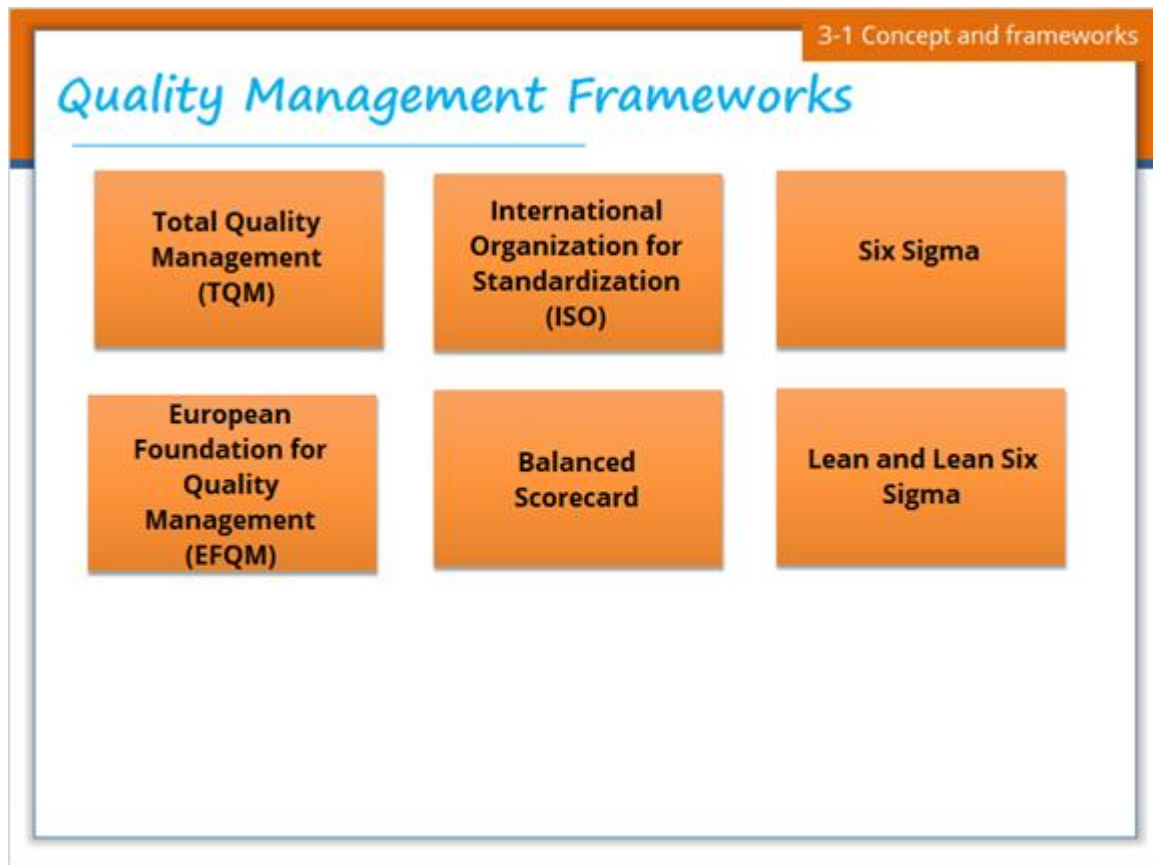 3-1 Concept and frameworks
Quality Management Frameworks
Total Quality
Management
(TQM)
International
Organization for
Standardization
(ISO)
Six Sigma
European
Foundation for
Quality
Management
(EFQM)
Balanced
Scorecard
Lean and Lean Six
Sigma